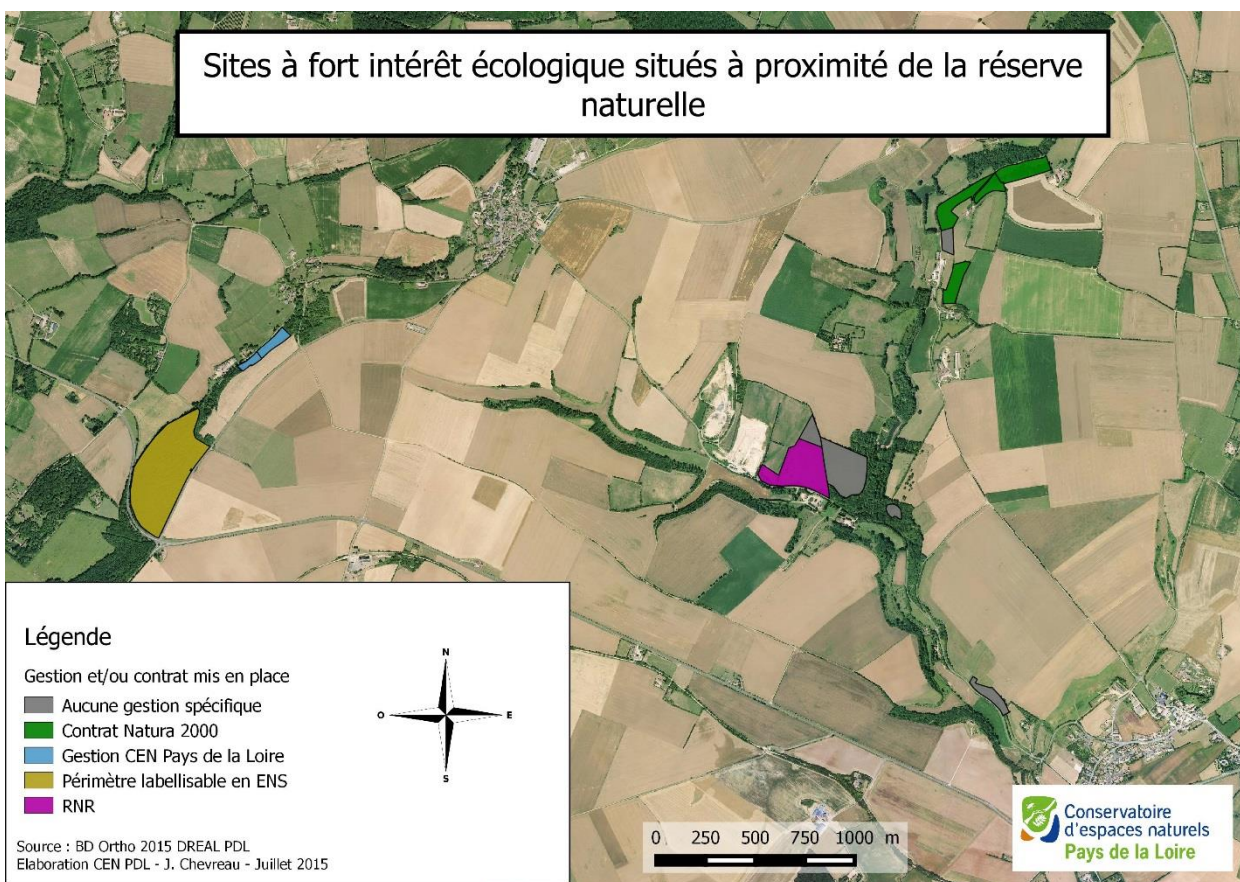 Sites à fort intérêt écologique situés à proximité de la réserve
naturelle
Légende
Gestion et/ou contrat mis en place
Aucune gestion spécifique
Contrat Natura 2000
Gestion CEN Pays de la Loire
Périmètre labellisable en ENS
RNR
N
O E
S
Source : BD Ortho 2015 DREAL PDL
Elaboration CEN PDL - J. Chevreau - Juillet 2015
0 250 500 750 1000 m
Conservatoire
d'espaces naturels
Pays de la Loire